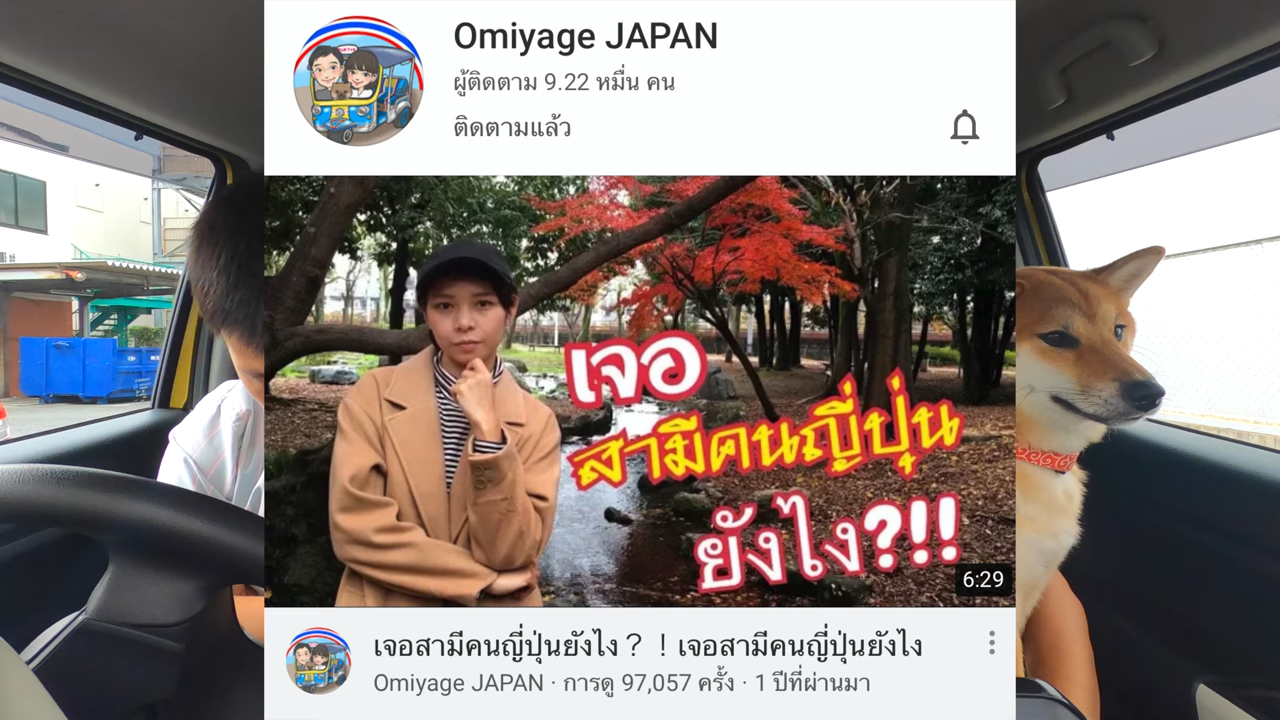 Omiyage JAPAN
ผู้ติดตาม 9.22 หมื่น คน
ติดตามแล้ว
เจอ
สามีคนญี่ปุ่น
ยังไง?!!
6:29
เจอสามีคนญี่ปุ่นยังไง？！เจอสามีคนญี่ปุ่นยังไง
Omiyage JAPAN · การดู 97,057 ครั้ง · 1 ปีที่ผ่านมา